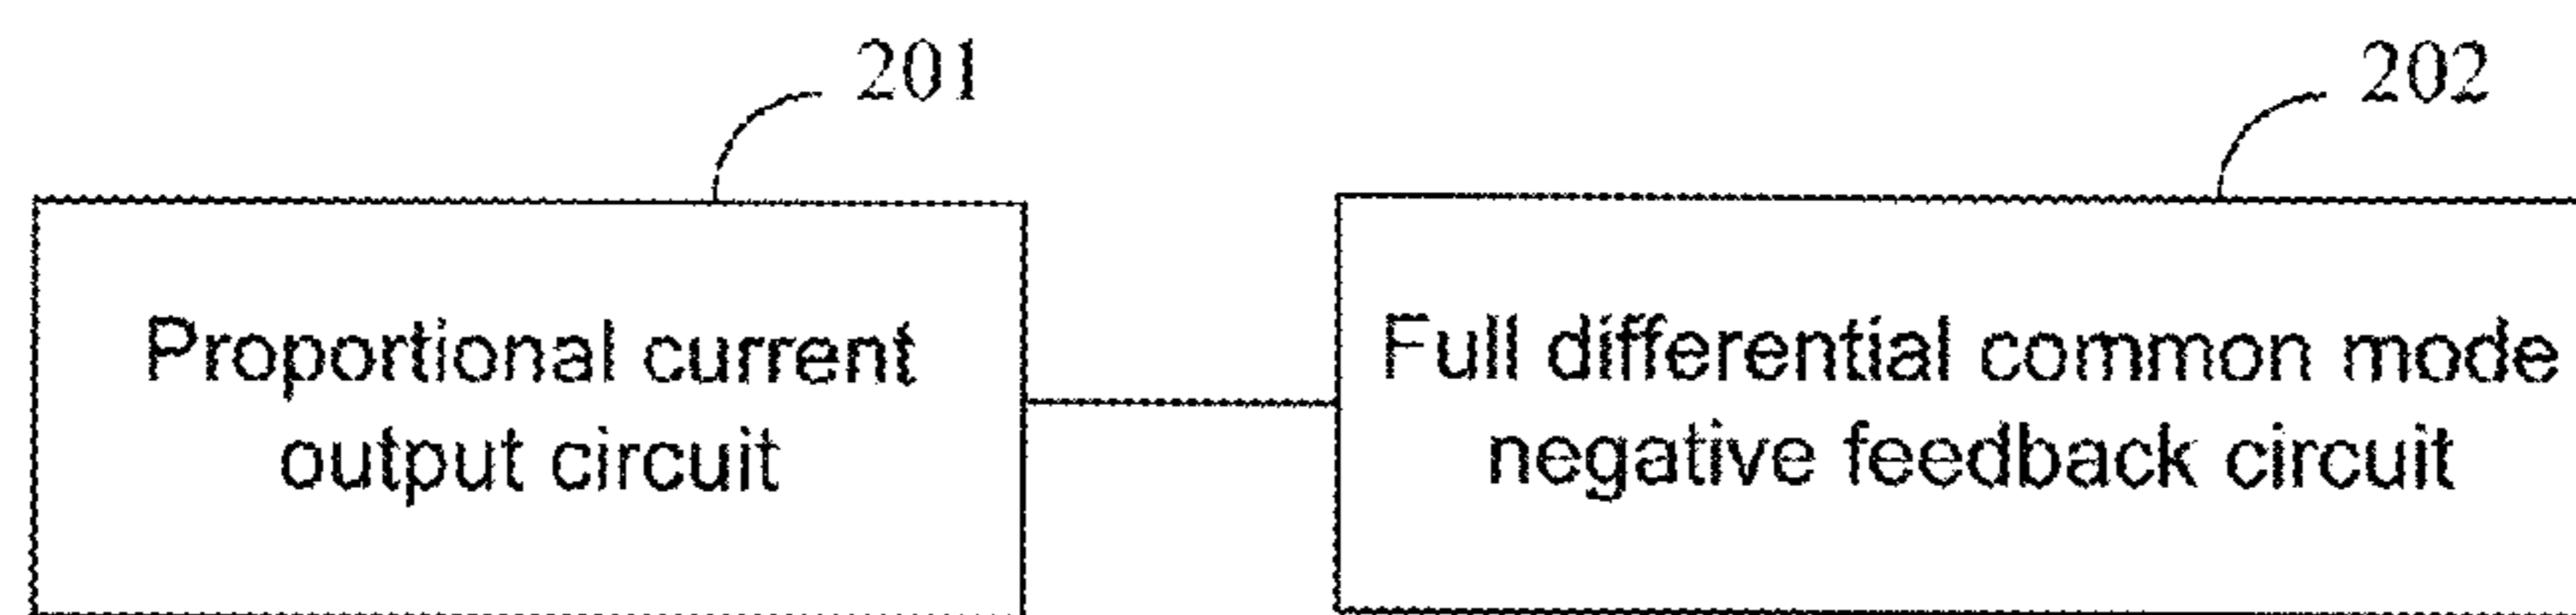 201
202
Proportional current
output circuit
Full differential common mode
negative feedback circuit